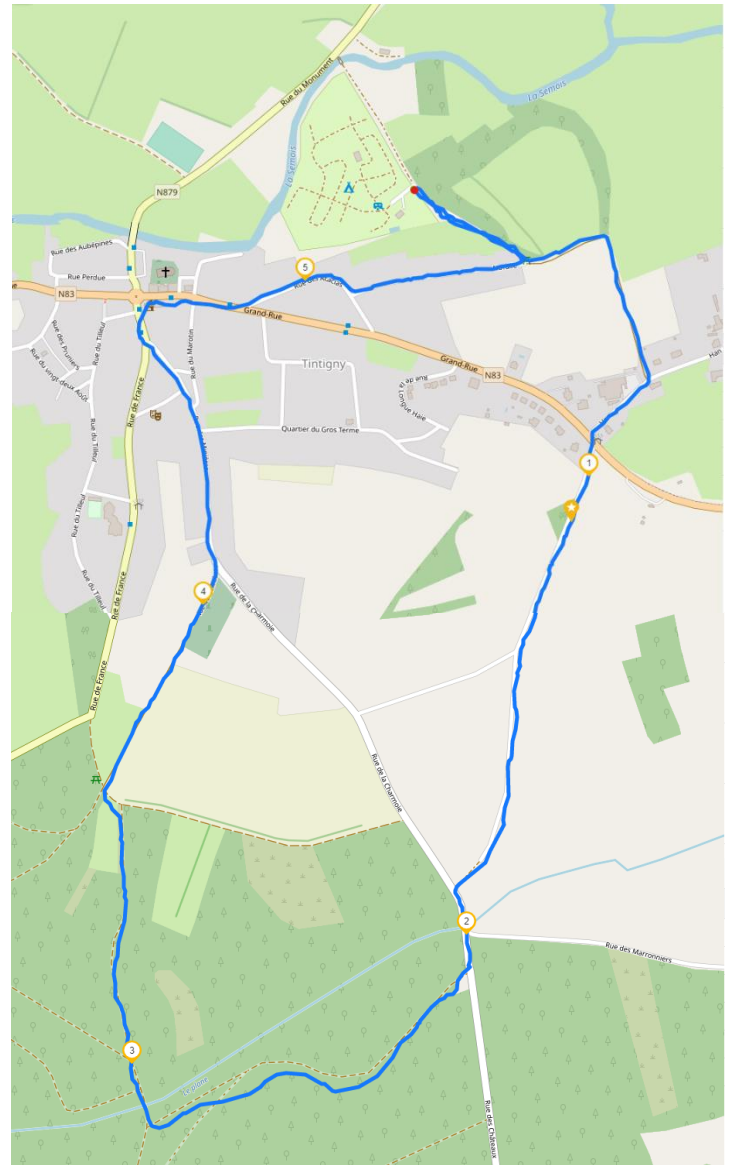 Rue du Monument
La Semois
La Semois
N879
Rue des Aubépines
5
Rue Perdue
N83
Grand-Rue
Rue du Tilleul
Rue du Marotin
Rue des Pruniers
Tintigny
Grand-Rue
N83
Han
Rue du vingt-deux Août
Rue de
la Longue Haie
Rue de France
Quartier du Gros Terme
Rue du Tilleul
1
Rue du Tilleul
Rue du Tilleul
Rue de France
4
Rue de la Charmoie
Rue de France
Rue de la Charmoie
2
Rue des Marronniers
3
Rue des Châteaux